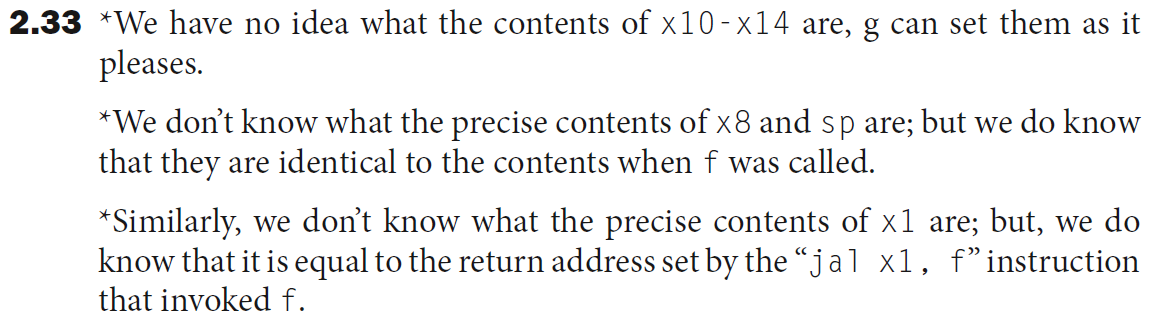 2.33 *We have no idea what the contents of x10-x14 are, g can set them as it
pleases.
*We don’t know what the precise contents of x8 and sp are; but we do know
that they are identical to the contents when f was called.
*Similarly, we don’t know what the precise contents of x1 are; but, we do
know that it is equal to the return address set by the “jal x1, f” instruction
that invoked f.